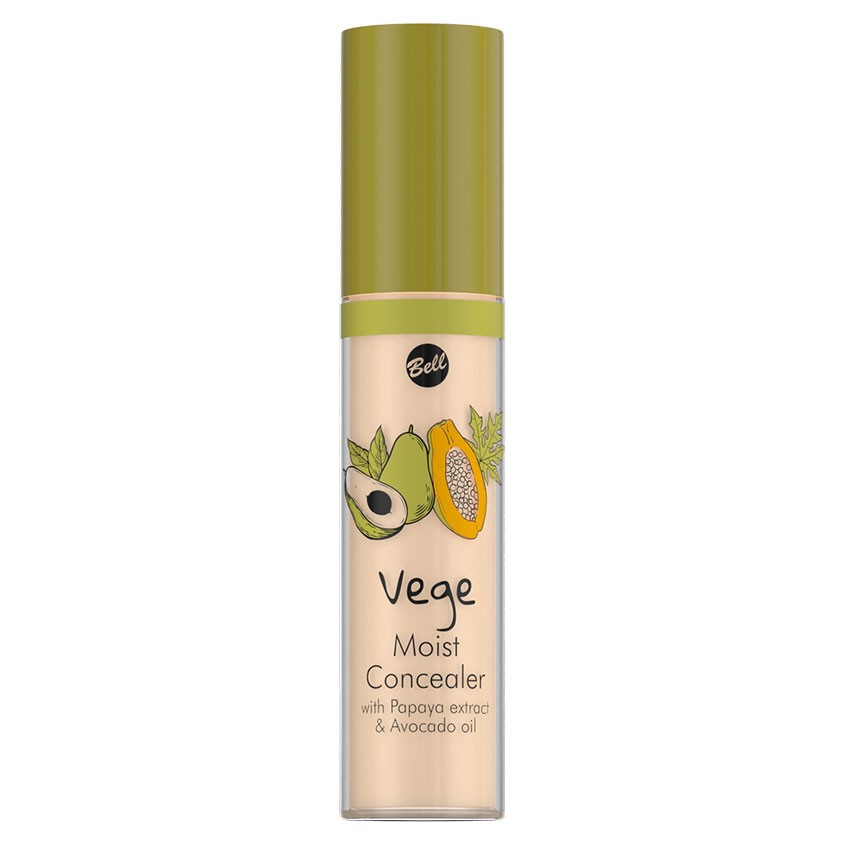 Bell
Vege
Moist
Concealer
with Papaya extract
& Avocado oil